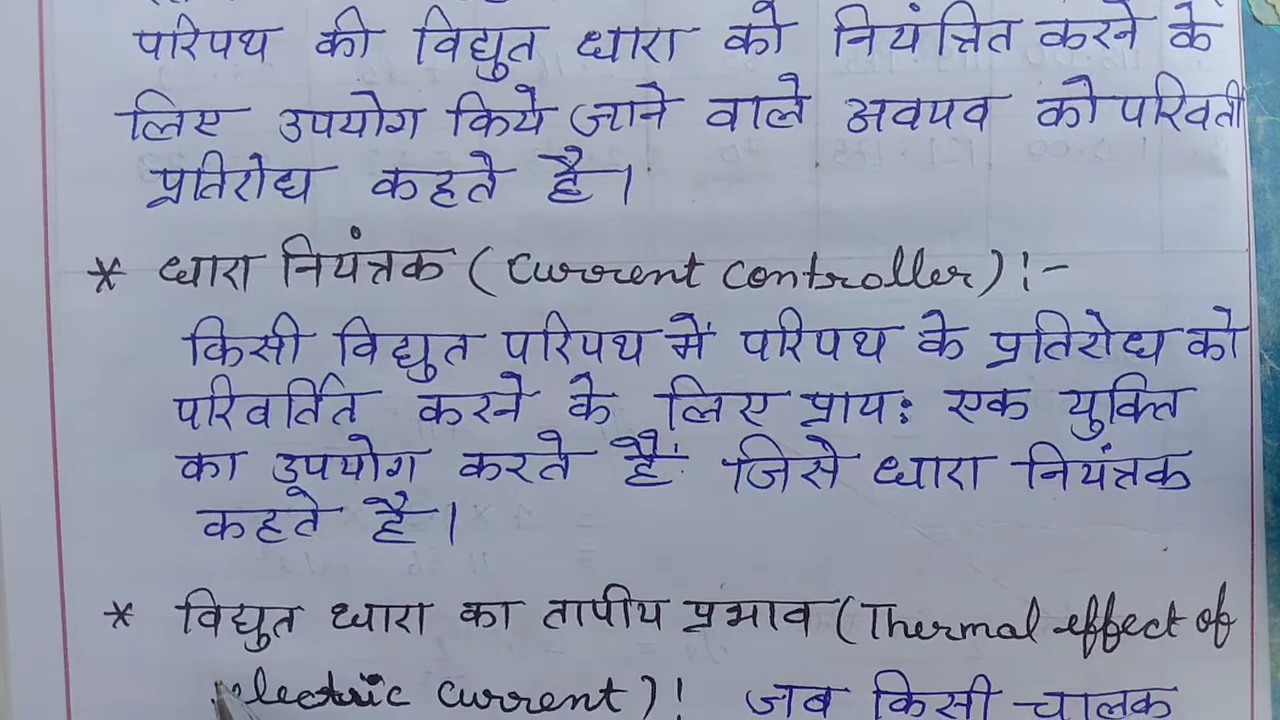 परिपथ की विद्युत धारा को नियंत्रित करने के
लिए उपयोग किये जाने वाले अवयव को परिवर्ती
प्रतिरोध कहते है।
* धारा नियंत्रक (Current controller) !-
किसी विद्युत परिपथ में परिपथ के प्रतिरोध को
परिवर्तित करने के लिए प्राय: एक युक्ति
का उपयोग करते हैं जिसे धारा नियंत्रक
कहते है।
* विद्युत धारा का तापीय प्रभाव (Thermal effect of
electric current) ! जब किसी चालक